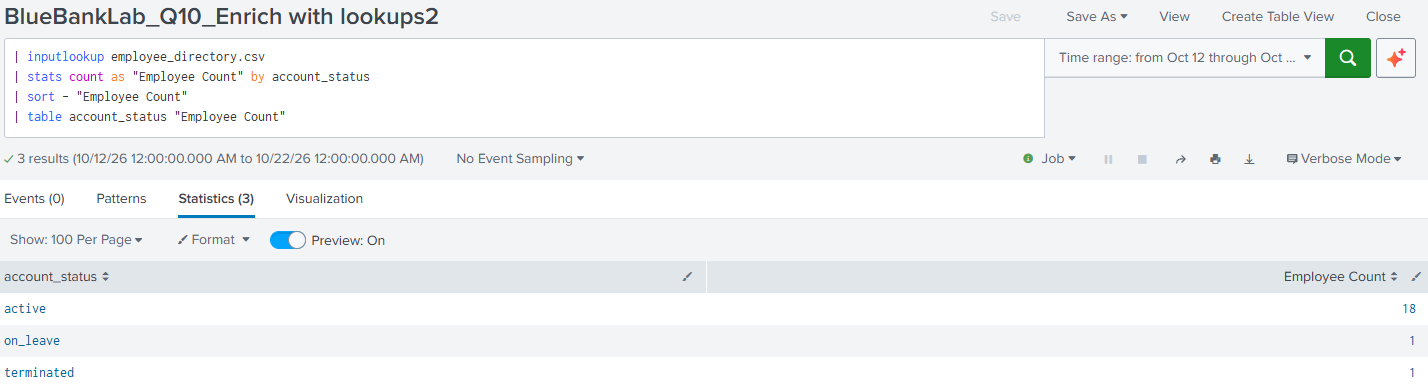 BlueBankLab_Q10_Enrich with lookups2
Save Save As View Create Table View Close
| inputlookup employee_directory.csv
| stats count as "Employee Count" by account_status
| sort - "Employee Count"
| table account_status "Employee Count"
Time range: from Oct 12 through Oct ...
3 results (10/12/26 12:00:00.000 AM to 10/22/26 12:00:00.000 AM) No Event Sampling Job Verbose Mode
Events (0) Patterns Statistics (3) Visualization
Show: 100 Per Page Format Preview: On
account_status Employee Count
active 18
on_leave 1
terminated 1